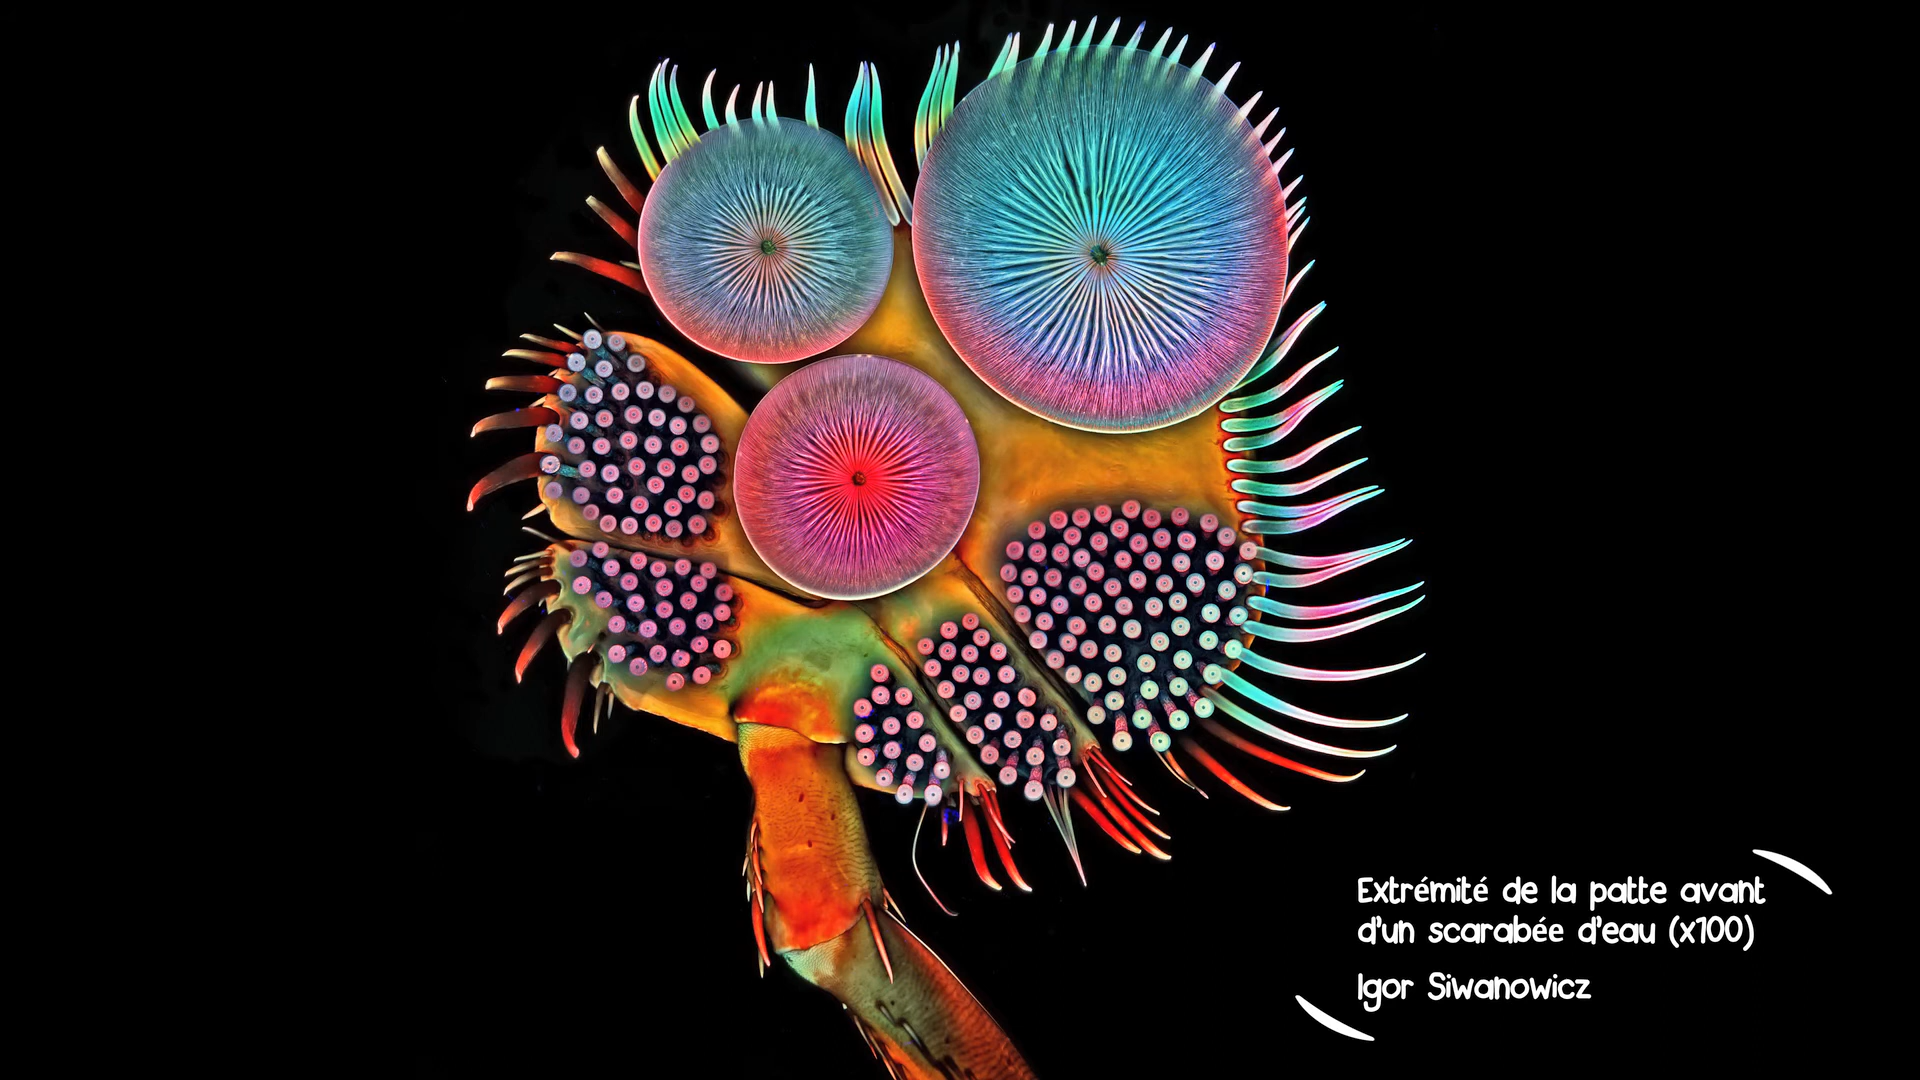 Extrémité de la patte avant
d'un scarabée d'eau (x100)
Igor Siwanowicz